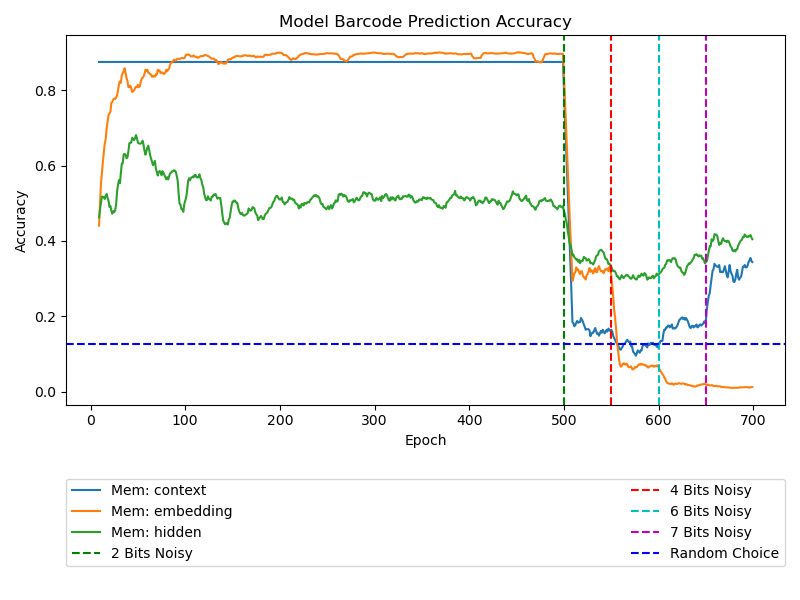 Model Barcode Prediction Accuracy
Accuracy
0.8
0.6
0.4
0.2
0.0
0 100 200 300 400 500 600 700
Epoch
Mem: context
Mem: embedding
Mem: hidden
2 Bits Noisy
4 Bits Noisy
6 Bits Noisy
7 Bits Noisy
Random Choice